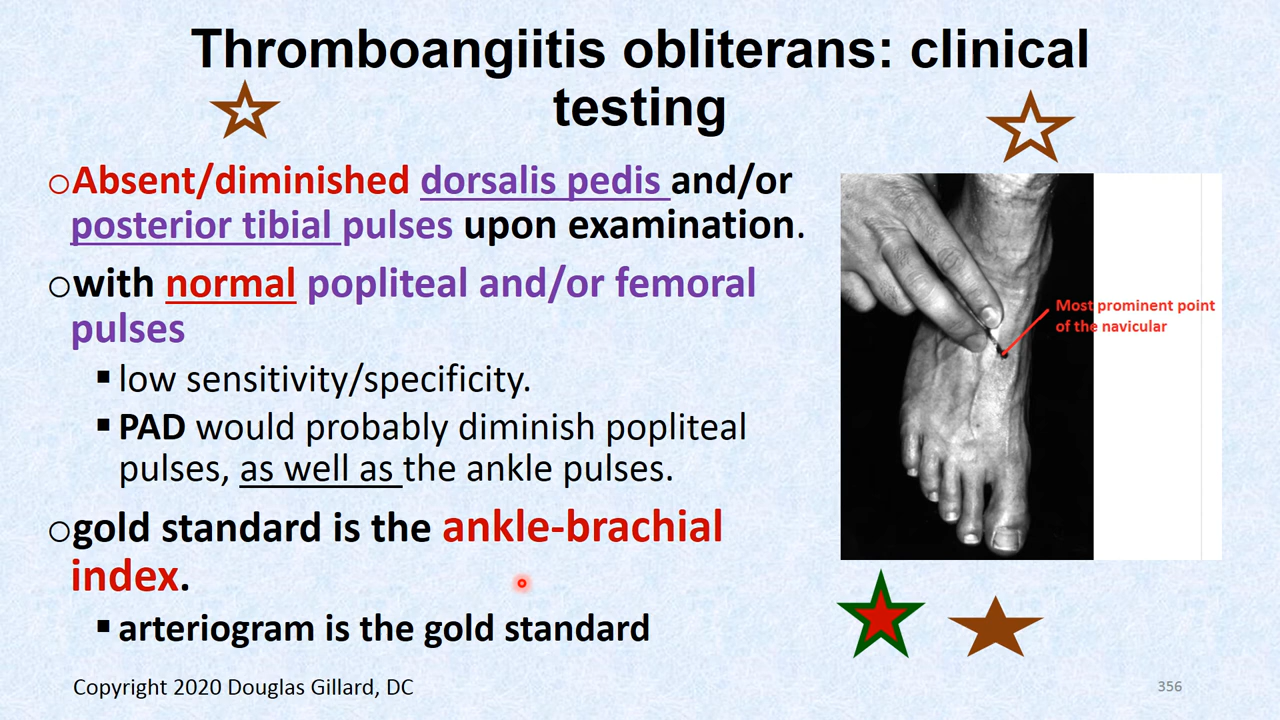 Thromboangiitis obliterans: clinical
testing
oAbsent/diminished dorsalis pedis and/or
posterior tibial pulses upon examination.
owith normal popliteal and/or femoral
pulses
▪low sensitivity/specificity.
▪PAD would probably diminish popliteal
pulses, as well as the ankle pulses.
ogold standard is the ankle-brachial
index.
▪arteriogram is the gold standard
Most prominent point
of the navicular
Copyright 2020 Douglas Gillard, DC
356